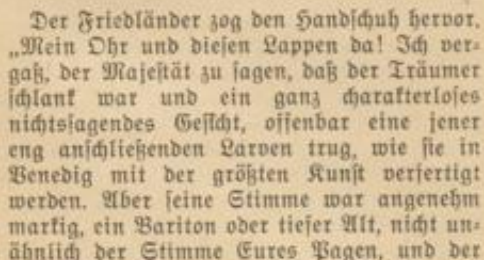 Der Friedländer zog den Handschuh hervor.
„Mein Ohr und diesen Lappen da! Ich ver-
gaß, der Majestät zu sagen, daß der Träumer
schlank war und ein ganz charakterloses
nichtssagendes Gesicht, offenbar eine jener
eng anschließenden Larven trug, wie sie in
Venedig mit der größten Kunst verfertigt
werden. Aber seine Stimme war angenehm
markig, ein Bariton oder tiefer Alt, nicht un-
ähnlich der Stimme Eures Pagen, und der